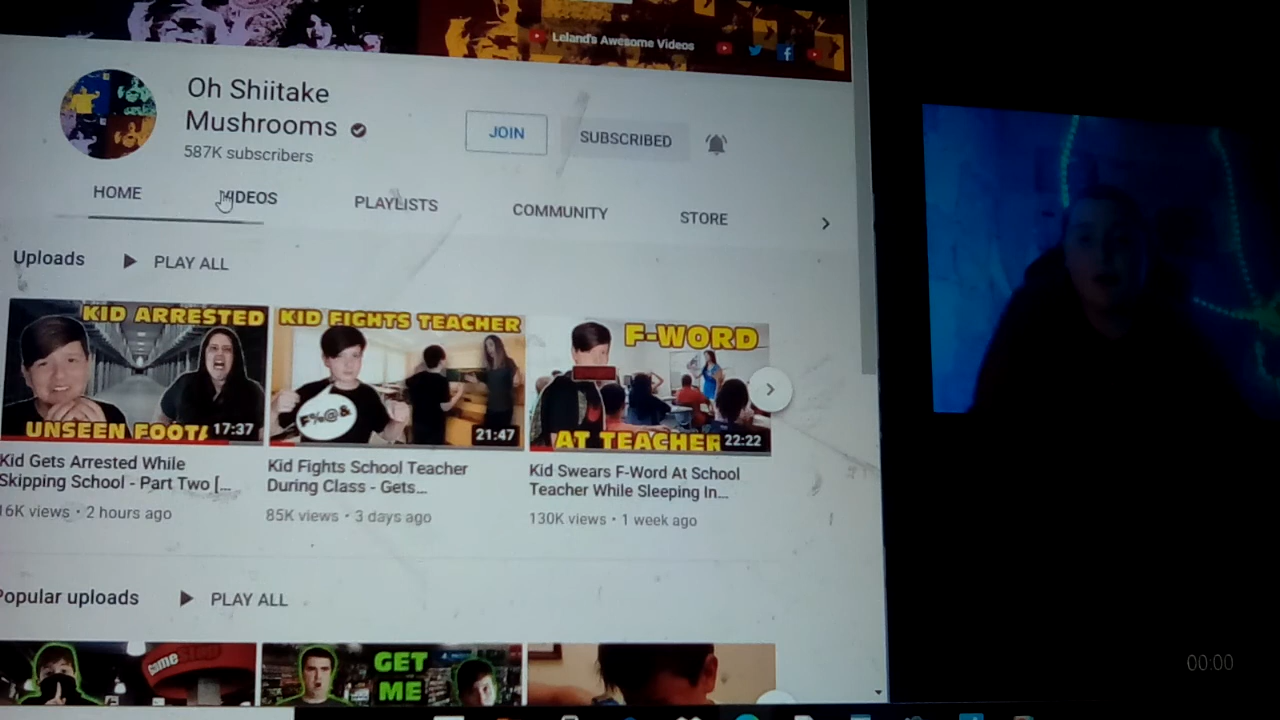 Leland's Awesome Videos
Oh Shiitake
Mushrooms
587K subscribers
JOIN
SUBSCRIBED
HOME
VIDEOS
PLAYLISTS
COMMUNITY
STORE
Uploads
PLAY ALL
KID ARRESTED
UNSEEN FOOTA
17:37
KID FIGHTS TEACHER
F%@&
21:47
F-WORD
AT TEACHER
22:22
Kid Gets Arrested While
Skipping School - Part Two [...
16K views • 2 hours ago
Kid Fights School Teacher
During Class - Gets...
85K views • 3 days ago
Kid Swears F-Word At School
Teacher While Sleeping In...
130K views • 1 week ago
Popular uploads
PLAY ALL
GameStop
GET
ME
00:00